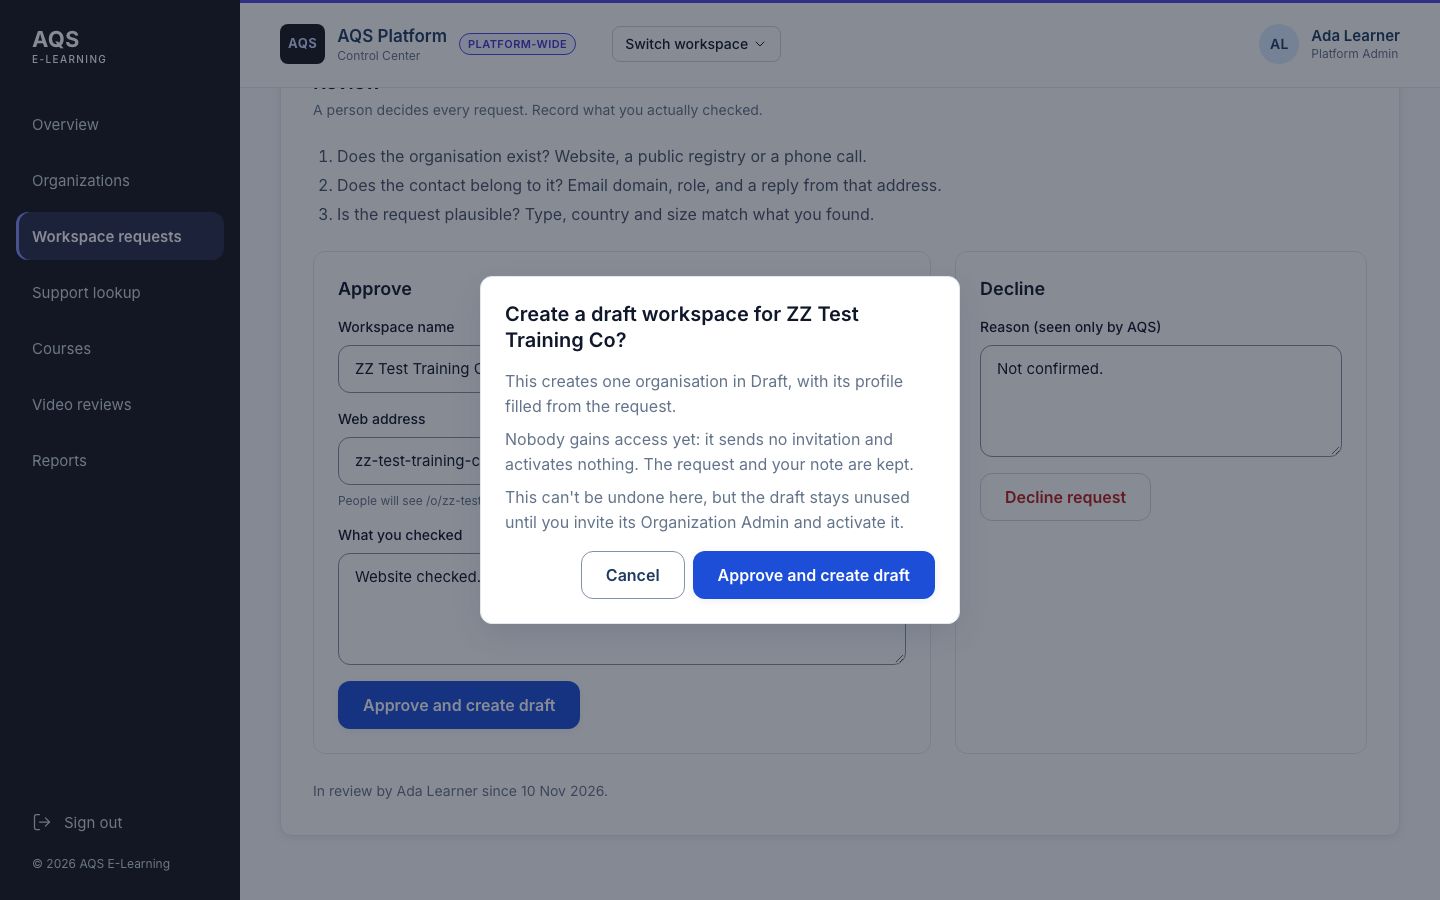 AQS
E-LEARNING
Overview
Organizations
Workspace requests
Support lookup
Courses
Video reviews
Reports
Sign out
© 2026 AQS E-Learning
AQS
AQS Platform
Control Center
PLATFORM-WIDE
Switch workspace
AL
Ada Learner
Platform Admin
A person decides every request. Record what you actually checked.
1. Does the organisation exist? Website, a public registry or a phone call.
2. Does the contact belong to it? Email domain, role, and a reply from that address.
3. Is the request plausible? Type, country and size match what you found.
Approve
Workspace name
ZZ Test Training
Web address
zz-test-training-c
People will see /o/zz-test
What you checked
Website checked.
Approve and create draft
Create a draft workspace for ZZ Test
Training Co?
This creates one organisation in Draft, with its profile
filled from the request.
Nobody gains access yet: it sends no invitation and
activates nothing. The request and your note are kept.
This can't be undone here, but the draft stays unused
until you invite its Organization Admin and activate it.
Cancel
Approve and create draft
Decline
Reason (seen only by AQS)
Not confirmed.
Decline request
In review by Ada Learner since 10 Nov 2026.